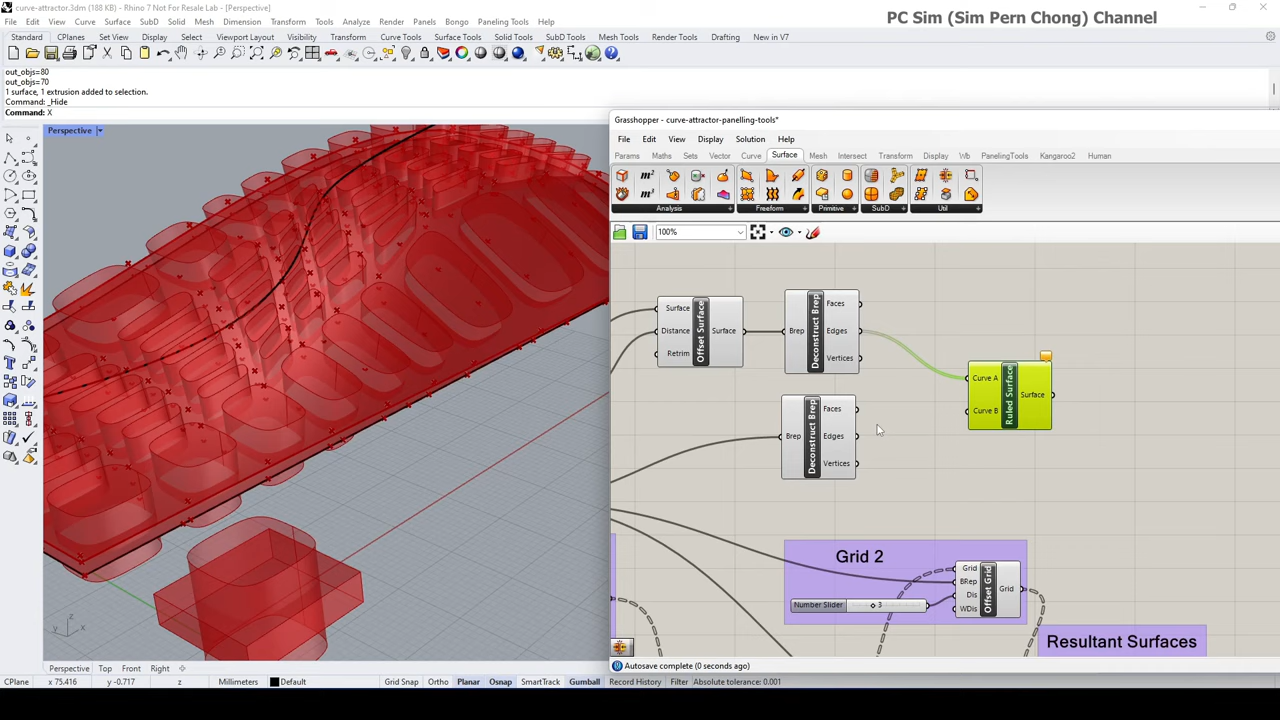 curve-attractor.3dm (188 KB) - Rhino 7 Not For Resale Lab - [Perspective]
PC Sim (Sim Pern Chong) Channel
File Edit View Curve Surface SubD Solid Mesh Dimension Transform Tools Analyze Render Panels Bongo Paneling Tools Help
Standard CPlanes Set View Display Select Viewport Layout Visibility Transform Curve Tools Surface Tools Solid Tools SubD Tools Mesh Tools Render Tools Drafting New in V7
out_objs=80
out_objs=70
1 surface, 1 extrusion added to selection.
Command: _Hide
Command: X
Perspective
Grasshopper - curve-attractor-panelling-tools*
File Edit View Display Solution Help
Params Maths Sets Vector Curve Surface Mesh Intersect Transform Display Wb PanelingTools Kangaroo2 Human
m²
m³
Analysis Freeform Primitive SubD Util
100%
Surface
Distance
Retrim
Offset Surface
Surface
Brep
Deconstruct Brep
Faces
Edges
Vertices
Curve A
Curve B
Ruled Surface
Surface
Brep
Deconstruct Brep
Faces
Edges
Vertices
Grid 2
Number Slider 3
Grid
BRep
Dis
WDis
Offset Grid
Grid
Resultant Surfaces
z
y
x
Autosave complete (0 seconds ago)
Perspective Top Front Right
CPlane x 75.416 y -0.717 z Millimeters Default Grid Snap Ortho Planar Osnap SmartTrack Gumball Record History Filter Absolute tolerance: 0.001